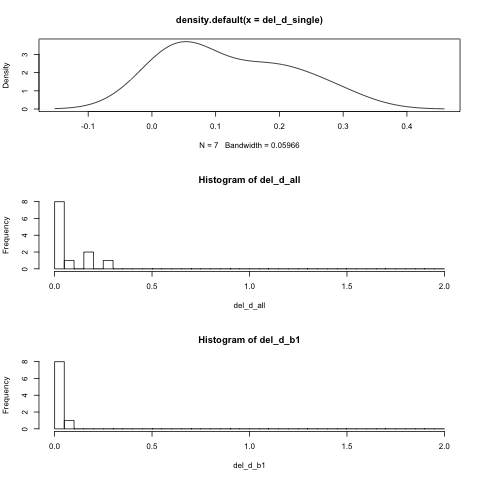 density.default(x = del_d_single)
Density
0 1 2 3
-0.1 0.0 0.1 0.2 0.3 0.4
N = 7 Bandwidth = 0.05966
Histogram of del_d_all
Frequency
0 2 4 6 8
0.0 0.5 1.0 1.5 2.0
del_d_all
Histogram of del_d_b1
Frequency
0 2 4 6 8
0.0 0.5 1.0 1.5 2.0
del_d_b1